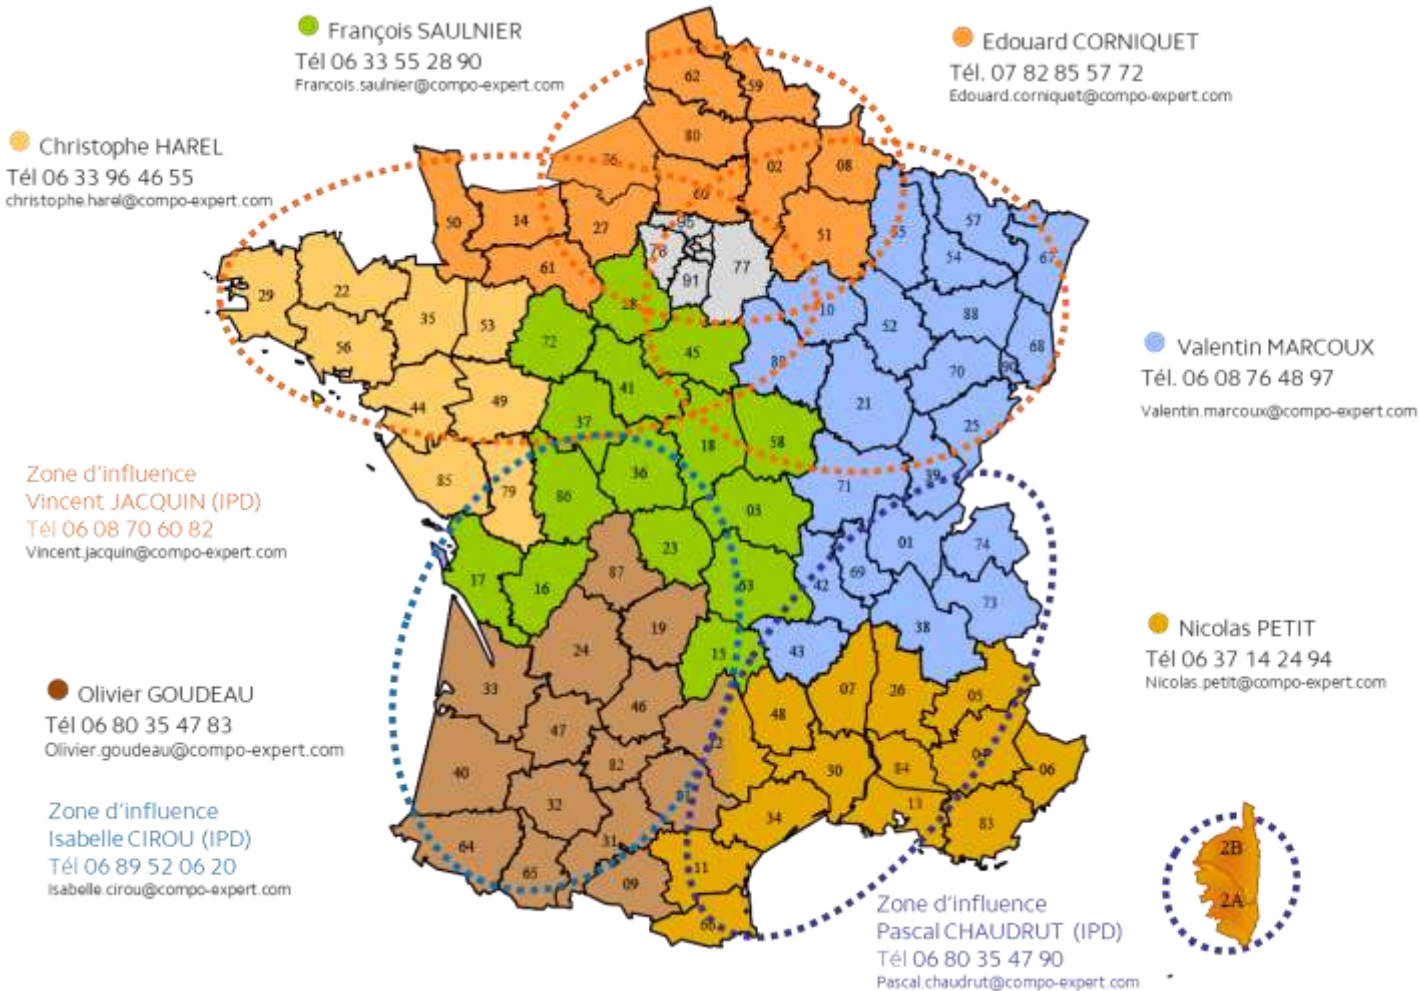 François SAULNIER
Tél 06 33 55 28 90
Francois.saulnier@compo-expert.com
Edouard CORNIQUET
Tél. 07 82 85 57 72
Edouard.corniquet@compo-expert.com
Christophe HAREL
Tél 06 33 96 46 55
christophe.harel@compo-expert.com
Valentin MARCOUX
Tél. 06 08 76 48 97
Valentin.marcoux@compo-expert.com
Zone d'influence
Vincent JACQUIN (IPD)
Tél 06 08 70 60 82
Vincent.jacquin@compo-expert.com
Nicolas PETIT
Tél 06 37 14 24 94
Nicolas.petit@compo-expert.com
Olivier GOUDEAU
Tél 06 80 35 47 83
Olivier.goudeau@compo-expert.com
Zone d'influence
Isabelle CIROU (IPD)
Tél 06 89 52 06 20
Isabelle.cirou@compo-expert.com
Zone d'influence
Pascal CHAUDRUT (IPD)
Tél 06 80 35 47 90
Pascal.chaudrut@compo-expert.com
62
59
80
76
02
08
60
50
14
27
95
51
55
57
54
67
61
78
77
91
29
22
35
53
28
10
52
88
68
56
72
45
89
70
90
44
49
41
21
25
37
18
58
85
79
86
36
71
39
03
01
74
17
16
87
23
63
42
69
73
24
19
15
43
38
33
46
48
07
26
05
47
12
40
82
30
84
04
06
32
81
34
13
83
64
31
65
09
11
66
2B
2A